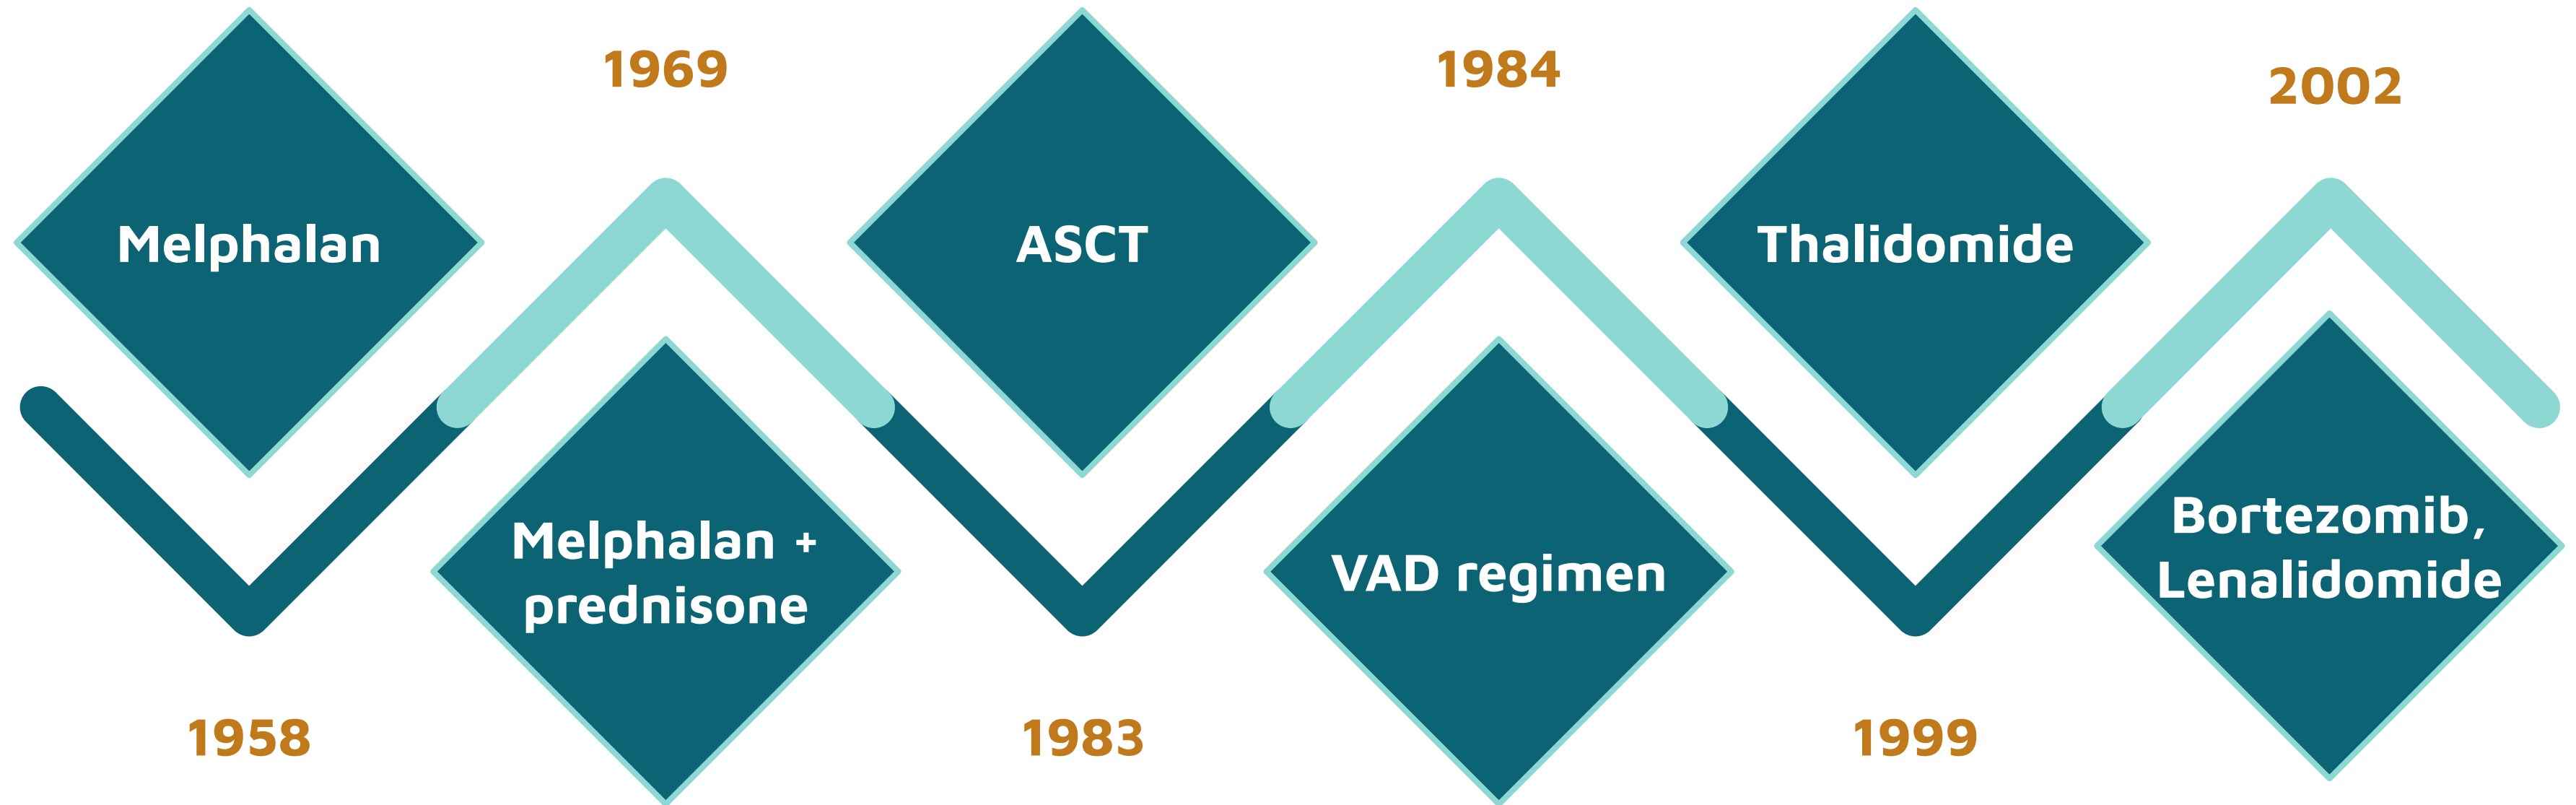 Melphalan
1958
1969
Melphalan +
prednisone
ASCT
1983
1984
VAD regimen
Thalidomide
1999
2002
Bortezomib,
Lenalidomide